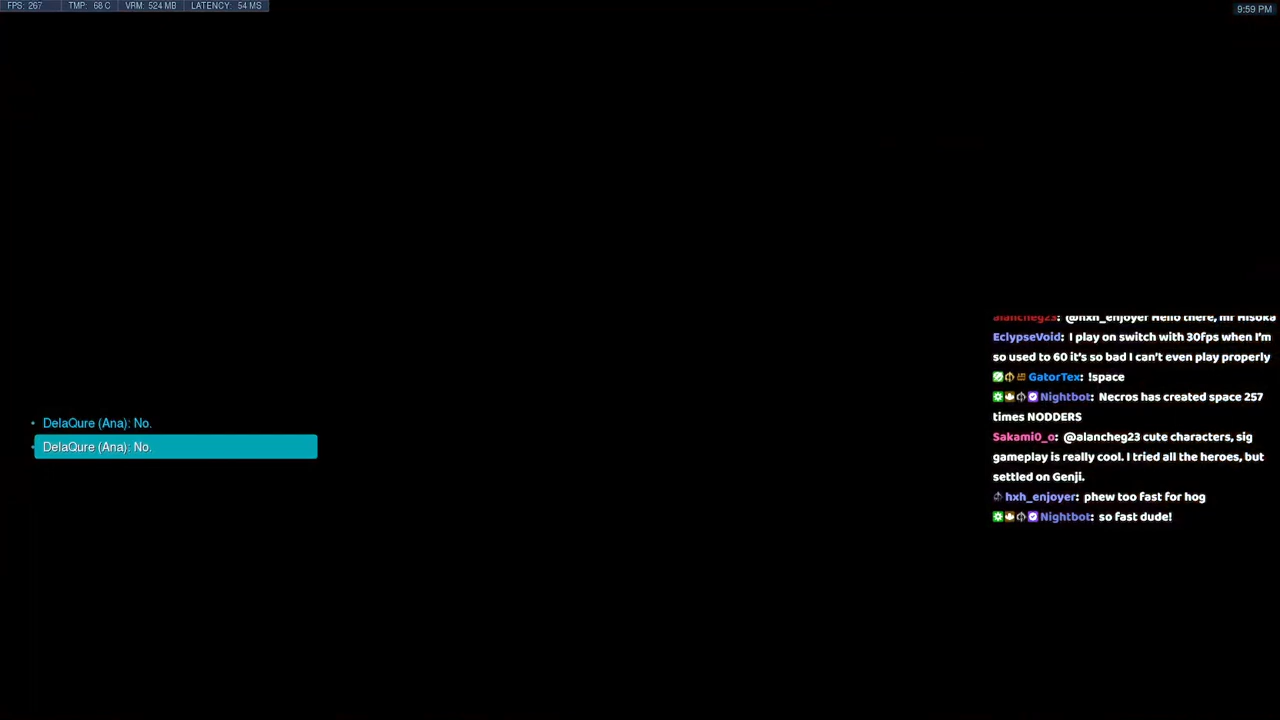 FPS: 267 TMP: 68 C VRM: 524 MB LATENCY: 54 MS
9:59 PM
alancheg23: @hxh_enjoyer Hello there, mr Hisoka
EclypseVoid: I play on switch with 30fps when I'm
so used to 60 it's so bad I can't even play properly
GatorTex: !space
Nightbot: Necros has created space 257
times NODDERS
Sakami0_o: @alancheg23 cute characters, sig
gameplay is really cool. I tried all the heroes, but
settled on Genji.
hxh_enjoyer: phew too fast for hog
Nightbot: so fast dude!
DelaQure (Ana): No.
DelaQure (Ana): No.